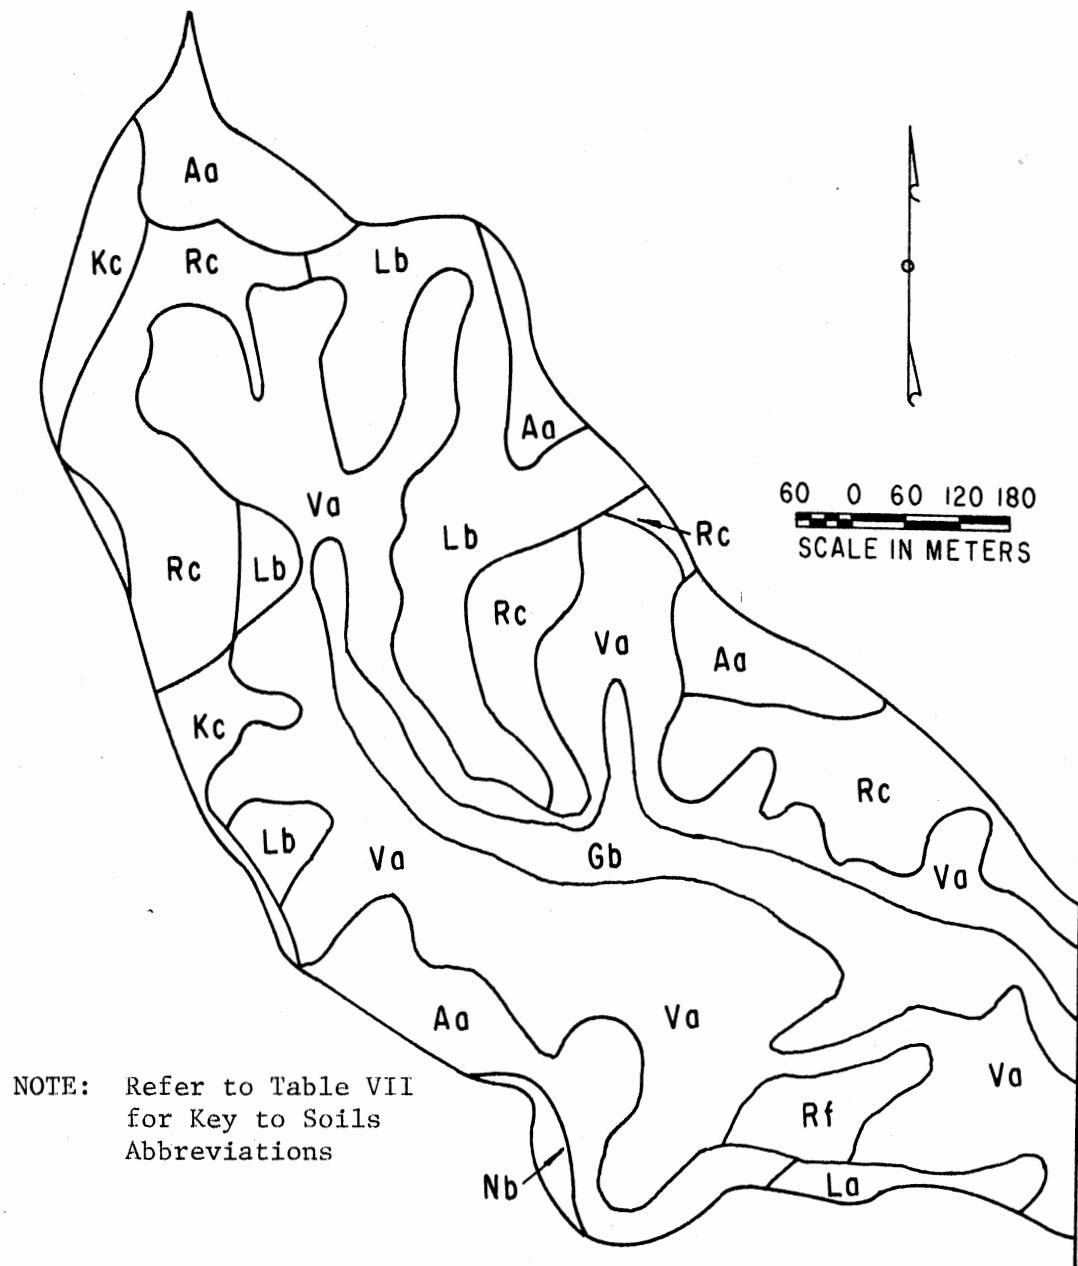 Aa
Kc
Rc
Lb
Aa
60 0 60 120 180
SCALE IN METERS
Va
Lb
Rc
Rc
Lb
Rc
Va
Aa
Kc
Rc
Lb
Va
Gb
Va
Aa
Va
Va
NOTE: Refer to Table VII
for Key to Soils
Abbreviations
Rf
Nb
La